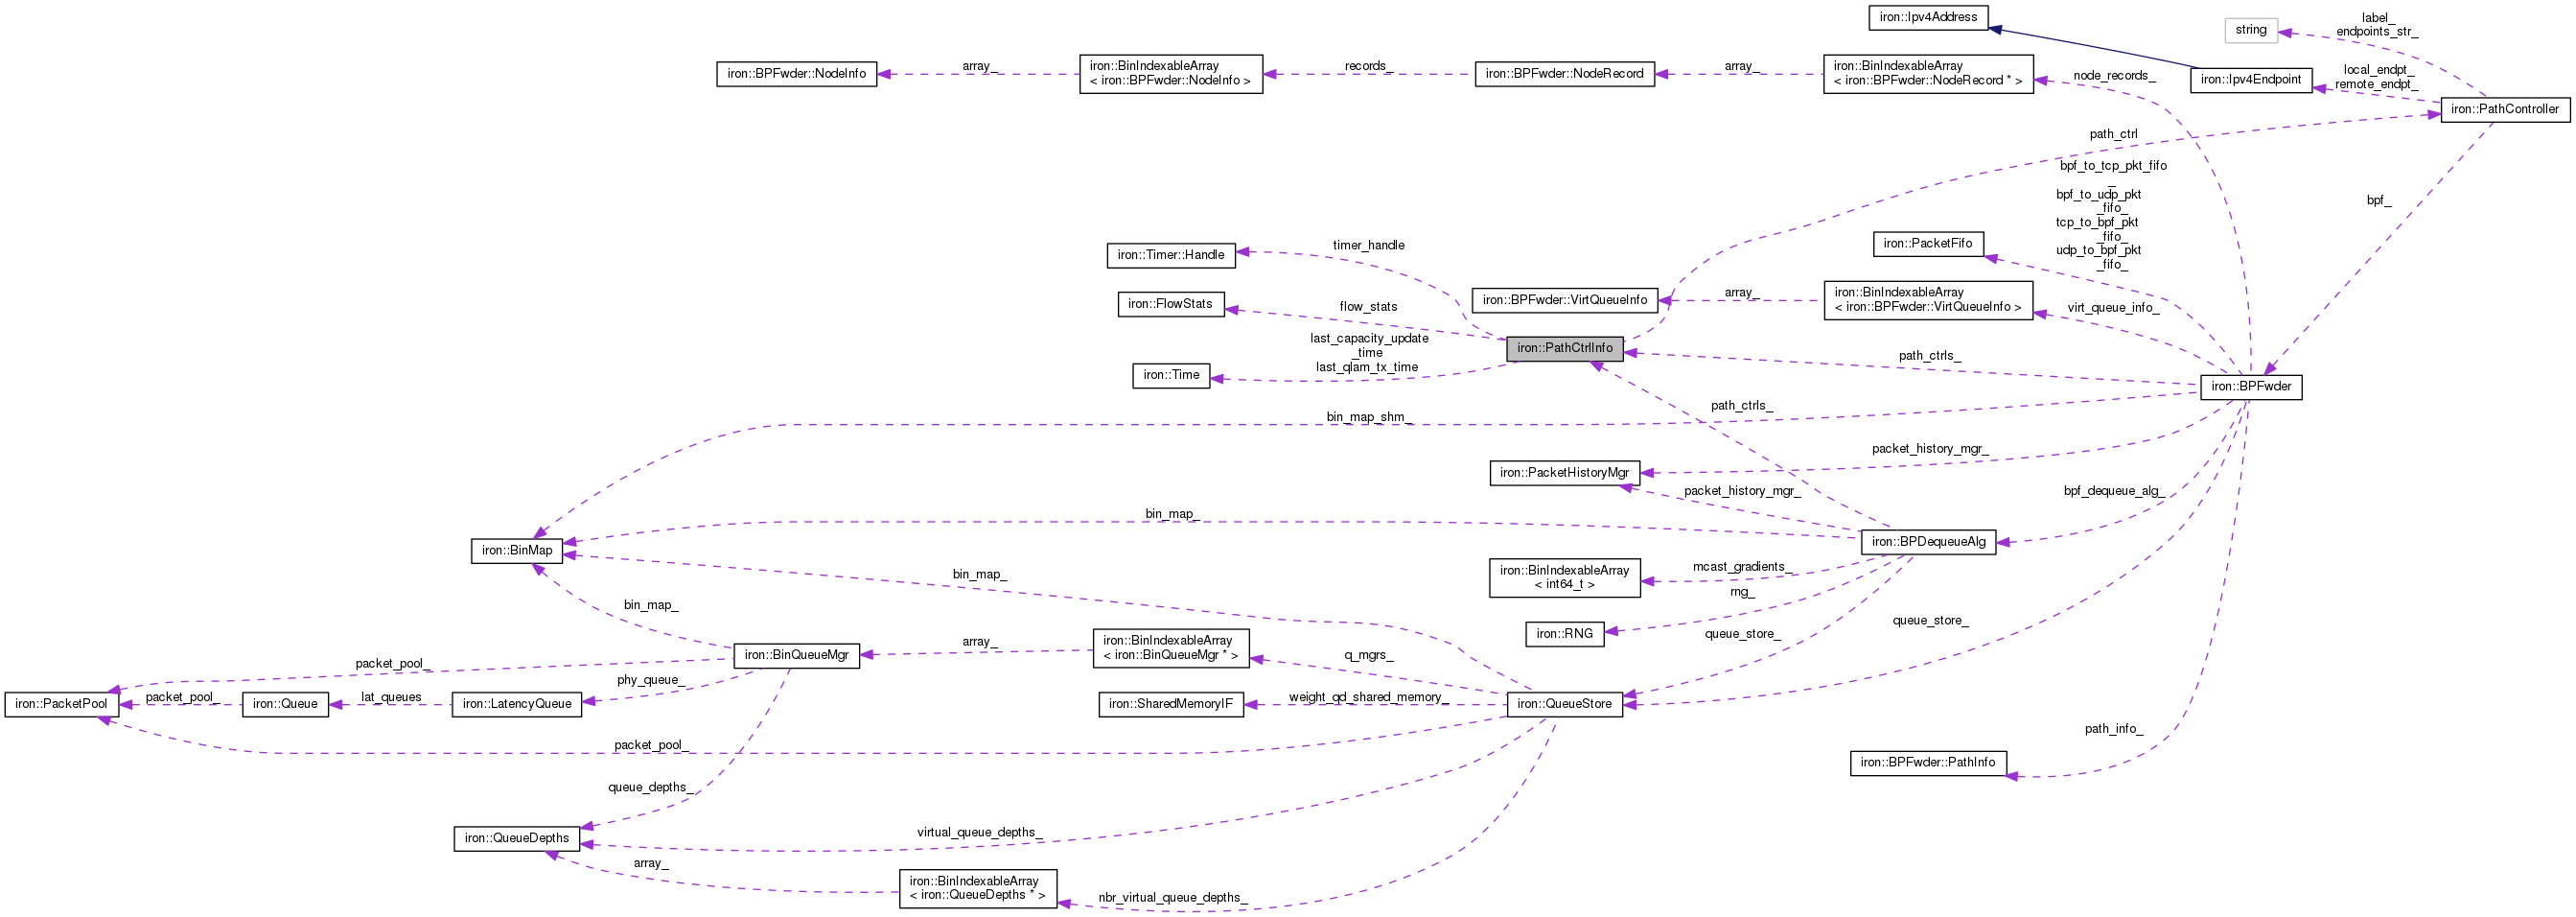 iron::Ipv4Address
string
label_
endpoints_str_
iron::BPFwder::NodeInfo
array_
iron::BinIndexableArray
< iron::BPFwder::NodeInfo >
records_
iron::BPFwder::NodeRecord
array_
iron::BinIndexableArray
< iron::BPFwder::NodeRecord * >
node_records_
iron::Ipv4Endpoint
local_endpt_
remote_endpt_
iron::PathController
path_ctrl
bpf_to_tcp_pkt_fifo
_
bpf_to_udp_pkt
_fifo_
tcp_to_bpf_pkt
_fifo_
udp_to_bpf_pkt
_fifo_
bpf_
iron::PacketFifo
iron::Timer::Handle
timer_handle
iron::FlowStats
flow_stats
iron::BPFwder::VirtQueueInfo
array_
iron::BinIndexableArray
< iron::BPFwder::VirtQueueInfo >
virt_queue_info_
iron::Time
last_capacity_update
_time
last_qlam_tx_time
iron::PathCtrlInfo
path_ctrls_
iron::BPFwder
bin_map_shm_
path_ctrls_
iron::PacketHistoryMgr
packet_history_mgr_
packet_history_mgr_
bpf_dequeue_alg_
iron::BinMap
bin_map_
iron::BPDequeueAlg
bin_map_
iron::BinIndexableArray
< int64_t >
mcast_gradients_
rng_
iron::RNG
bin_map_
queue_store_
queue_store_
iron::BinQueueMgr
array_
iron::BinIndexableArray
< iron::BinQueueMgr * >
q_mgrs_
packet_pool_
phy_queue_
iron::PacketPool
packet_pool_
iron::Queue
lat_queues
iron::LatencyQueue
iron::SharedMemoryIF
weight_qd_shared_memory_
iron::QueueStore
packet_pool_
path_info_
iron::BPFwder::PathInfo
queue_depths_
iron::QueueDepths
virtual_queue_depths_
array_
iron::BinIndexableArray
< iron::QueueDepths * >
nbr_virtual_queue_depths_